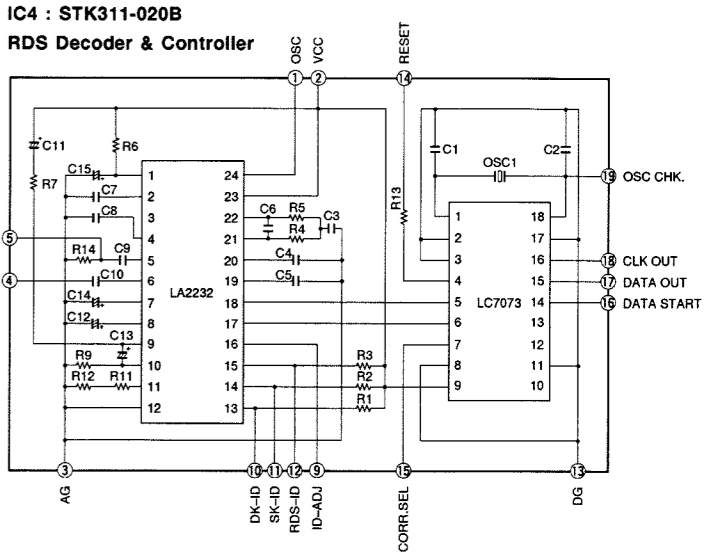 IC4 : STK311-020B
RDS Decoder & Controller
OSC
VCC
RESET
1
2
14
C11
R6
C1
C2
OSC1
R7
C15
1
24
C7
2
23
19 OSC CHK.
R13
C8
3
22
C6
R5
C3
1
18
4
21
R4
2
17
5
R14
C9
5
20
C4
3
16
18 CLK OUT
4
C10
6
19
C5
4
15
17 DATA OUT
LA2232
LC7073
C14
7
18
5
14
16 DATA START
C12
8
17
6
13
C13
9
16
7
12
R9
10
15
R3
8
11
R12
R11
11
14
R2
9
10
12
13
R1
3
10
11
12
9
15
13
AG
DK-ID
SK-ID
RDS-ID
ID-ADJ
CORR.SEL
DG